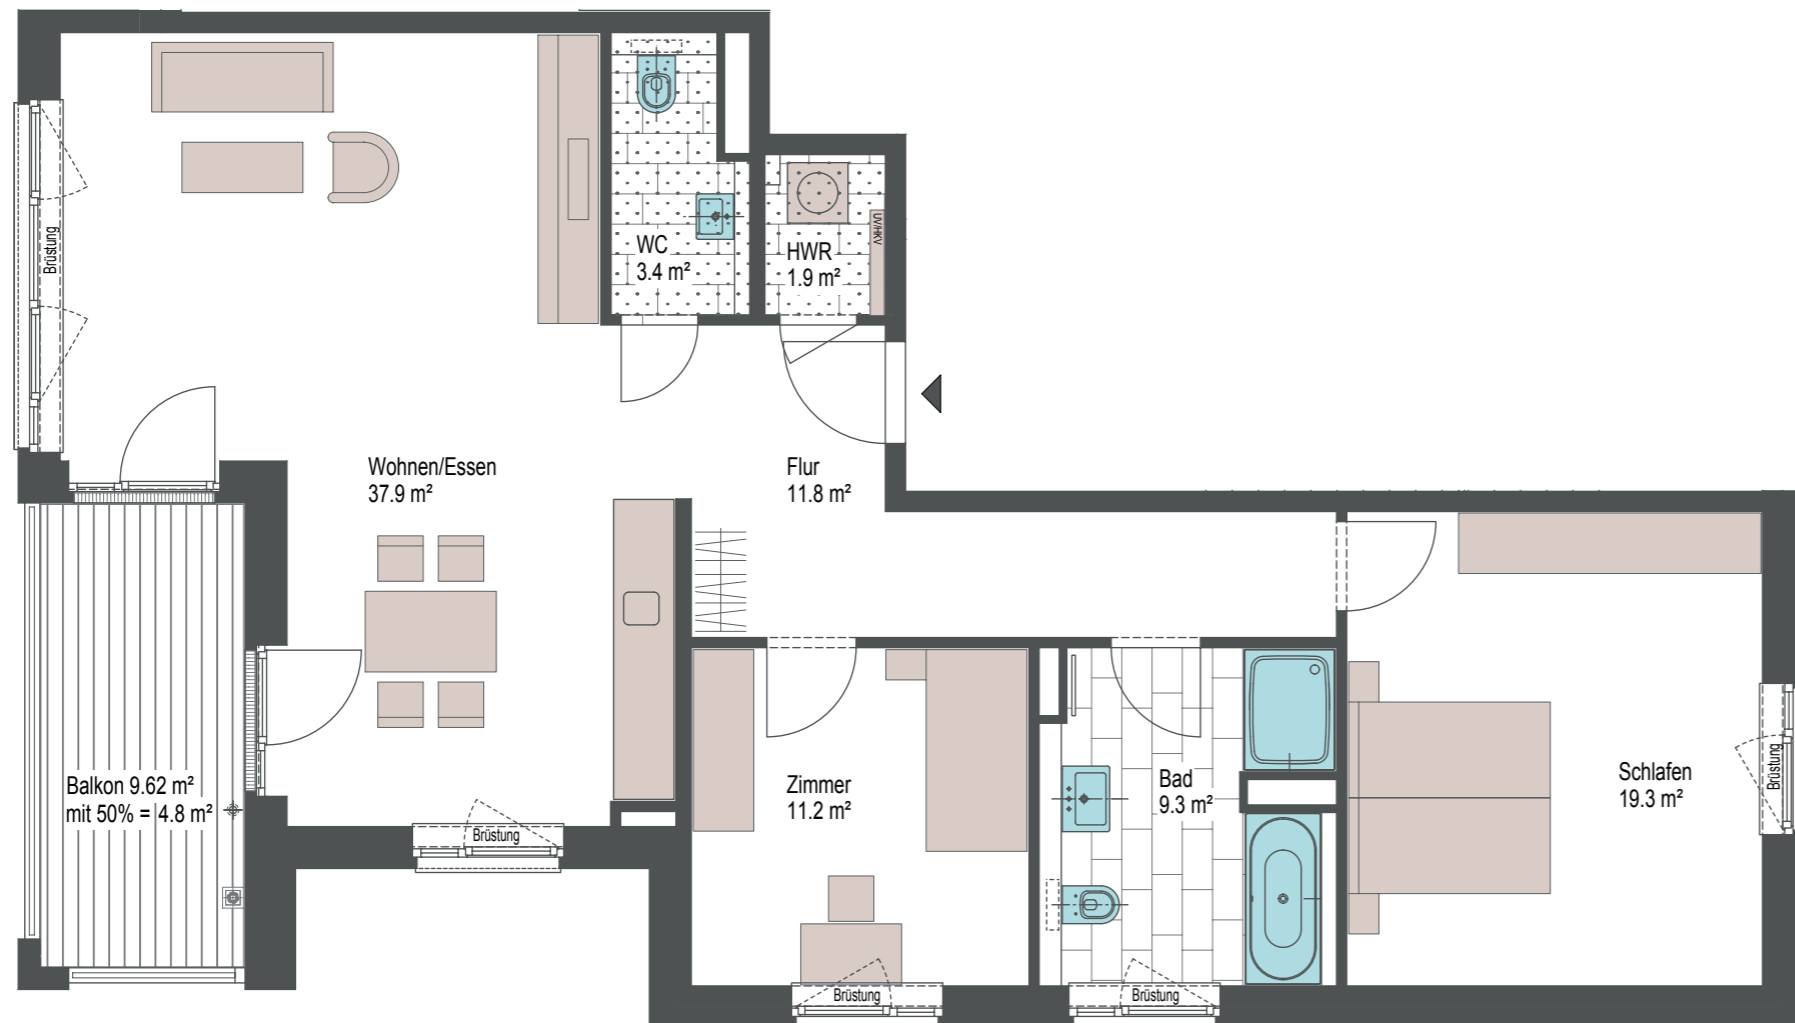 WC
3.4 m²
HWR
1.9 m²
UV/HKV
Brüstung
Wohnen/Essen
37.9 m²
Flur
11.8 m²
Balkon 9.62 m²
mit 50% = 4.8 m²
Brüstung
Zimmer
11.2 m²
Bad
9.3 m²
Schlafen
19.3 m²
Brüstung
Brüstung
Brüstung